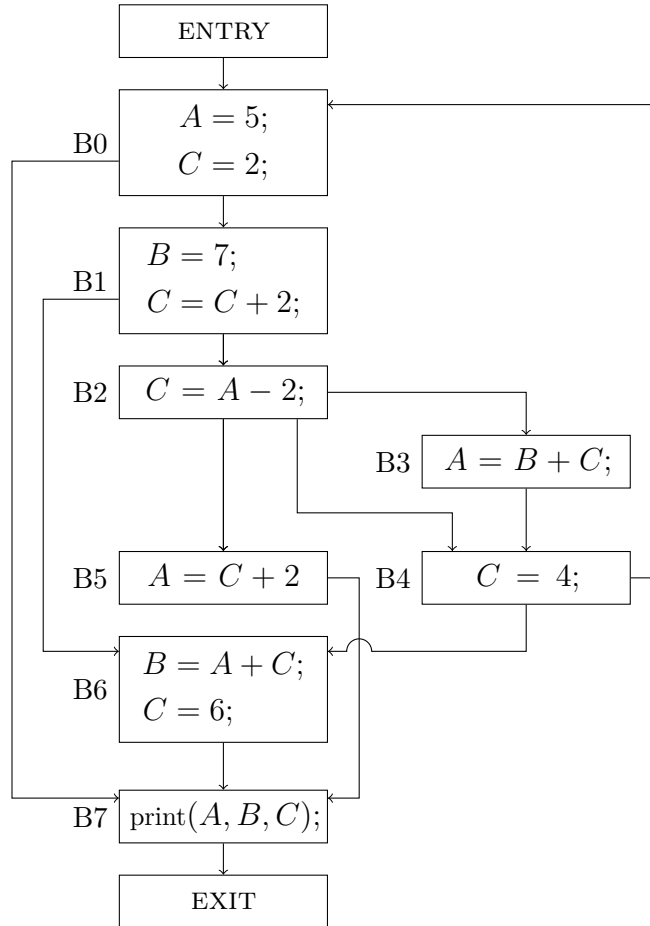 ENTRY
A = 5;
B0
C = 2;
B = 7;
B1
C = C + 2;
B2
C = A − 2;
B3
A = B + C;
B5
A = C + 2
B4
C = 4;
B = A + C;
B6
C = 6;
B7
print(A, B, C);
EXIT